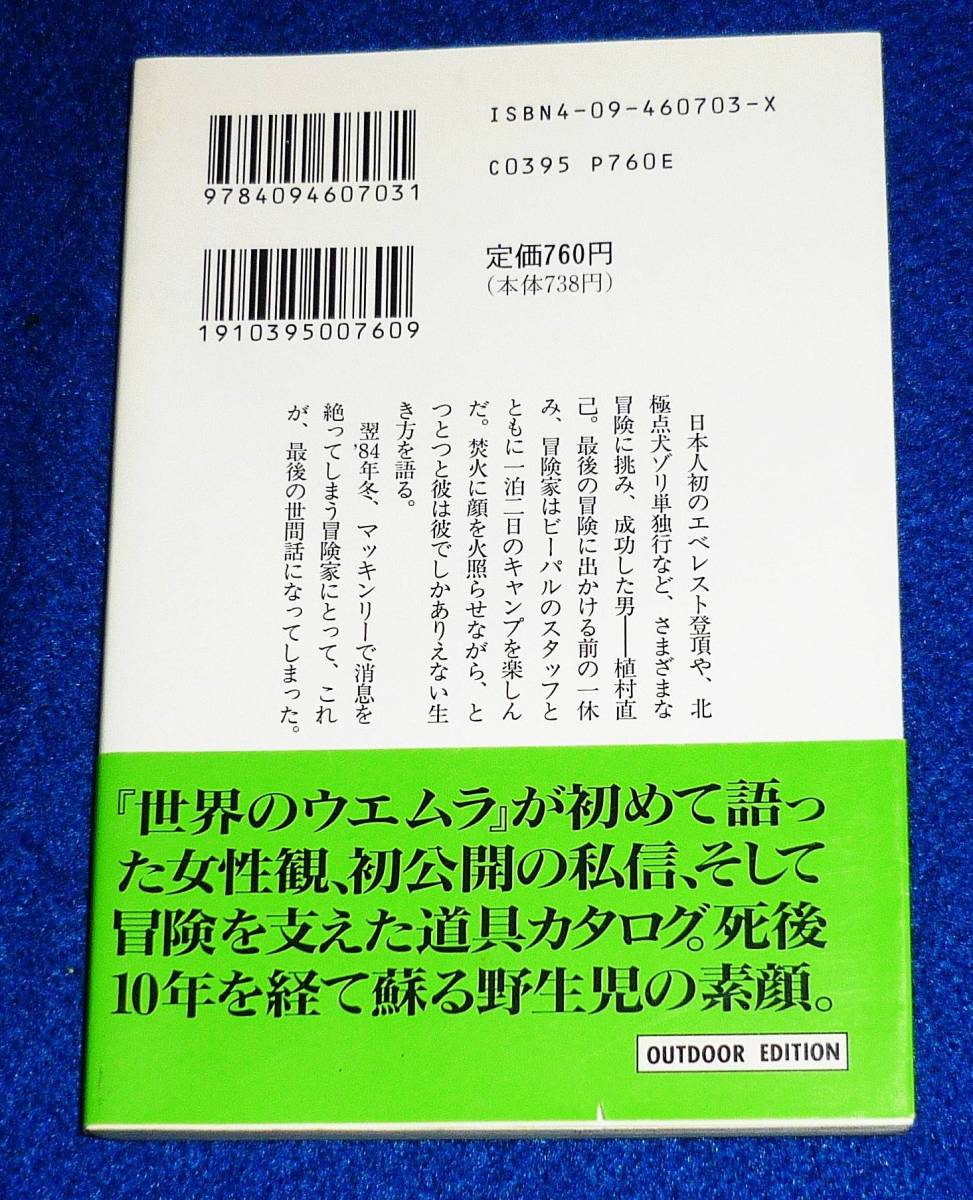 ISBN4-09-460703-X
9784094607031
C0395 P760E
定価760円
(本体738円)
1910395007609
日本人初のエベレスト登頂や、北
極点犬ゾリ単独行など、さまざまな
冒険に挑み、成功した男――植村直
己。最後の冒険に出かける前の一休
み、冒険家はビーパルのスタッフと
ともに一泊二日のキャンプを楽しん
だ。焚火に顔を火照らせながら、と
つとつと彼は彼でしかありえない生
き方を語る。
翌'84年冬、マッキンリーで消息を
絶ってしまう冒険家にとって、これ
が、最後の世間話になってしまった。
『世界のウエムラ』が初めて語っ
た女性観、初公開の私信、そして
冒険を支えた道具カタログ。死後
10年を経て蘇る野生児の素顔。
OUTDOOR EDITION